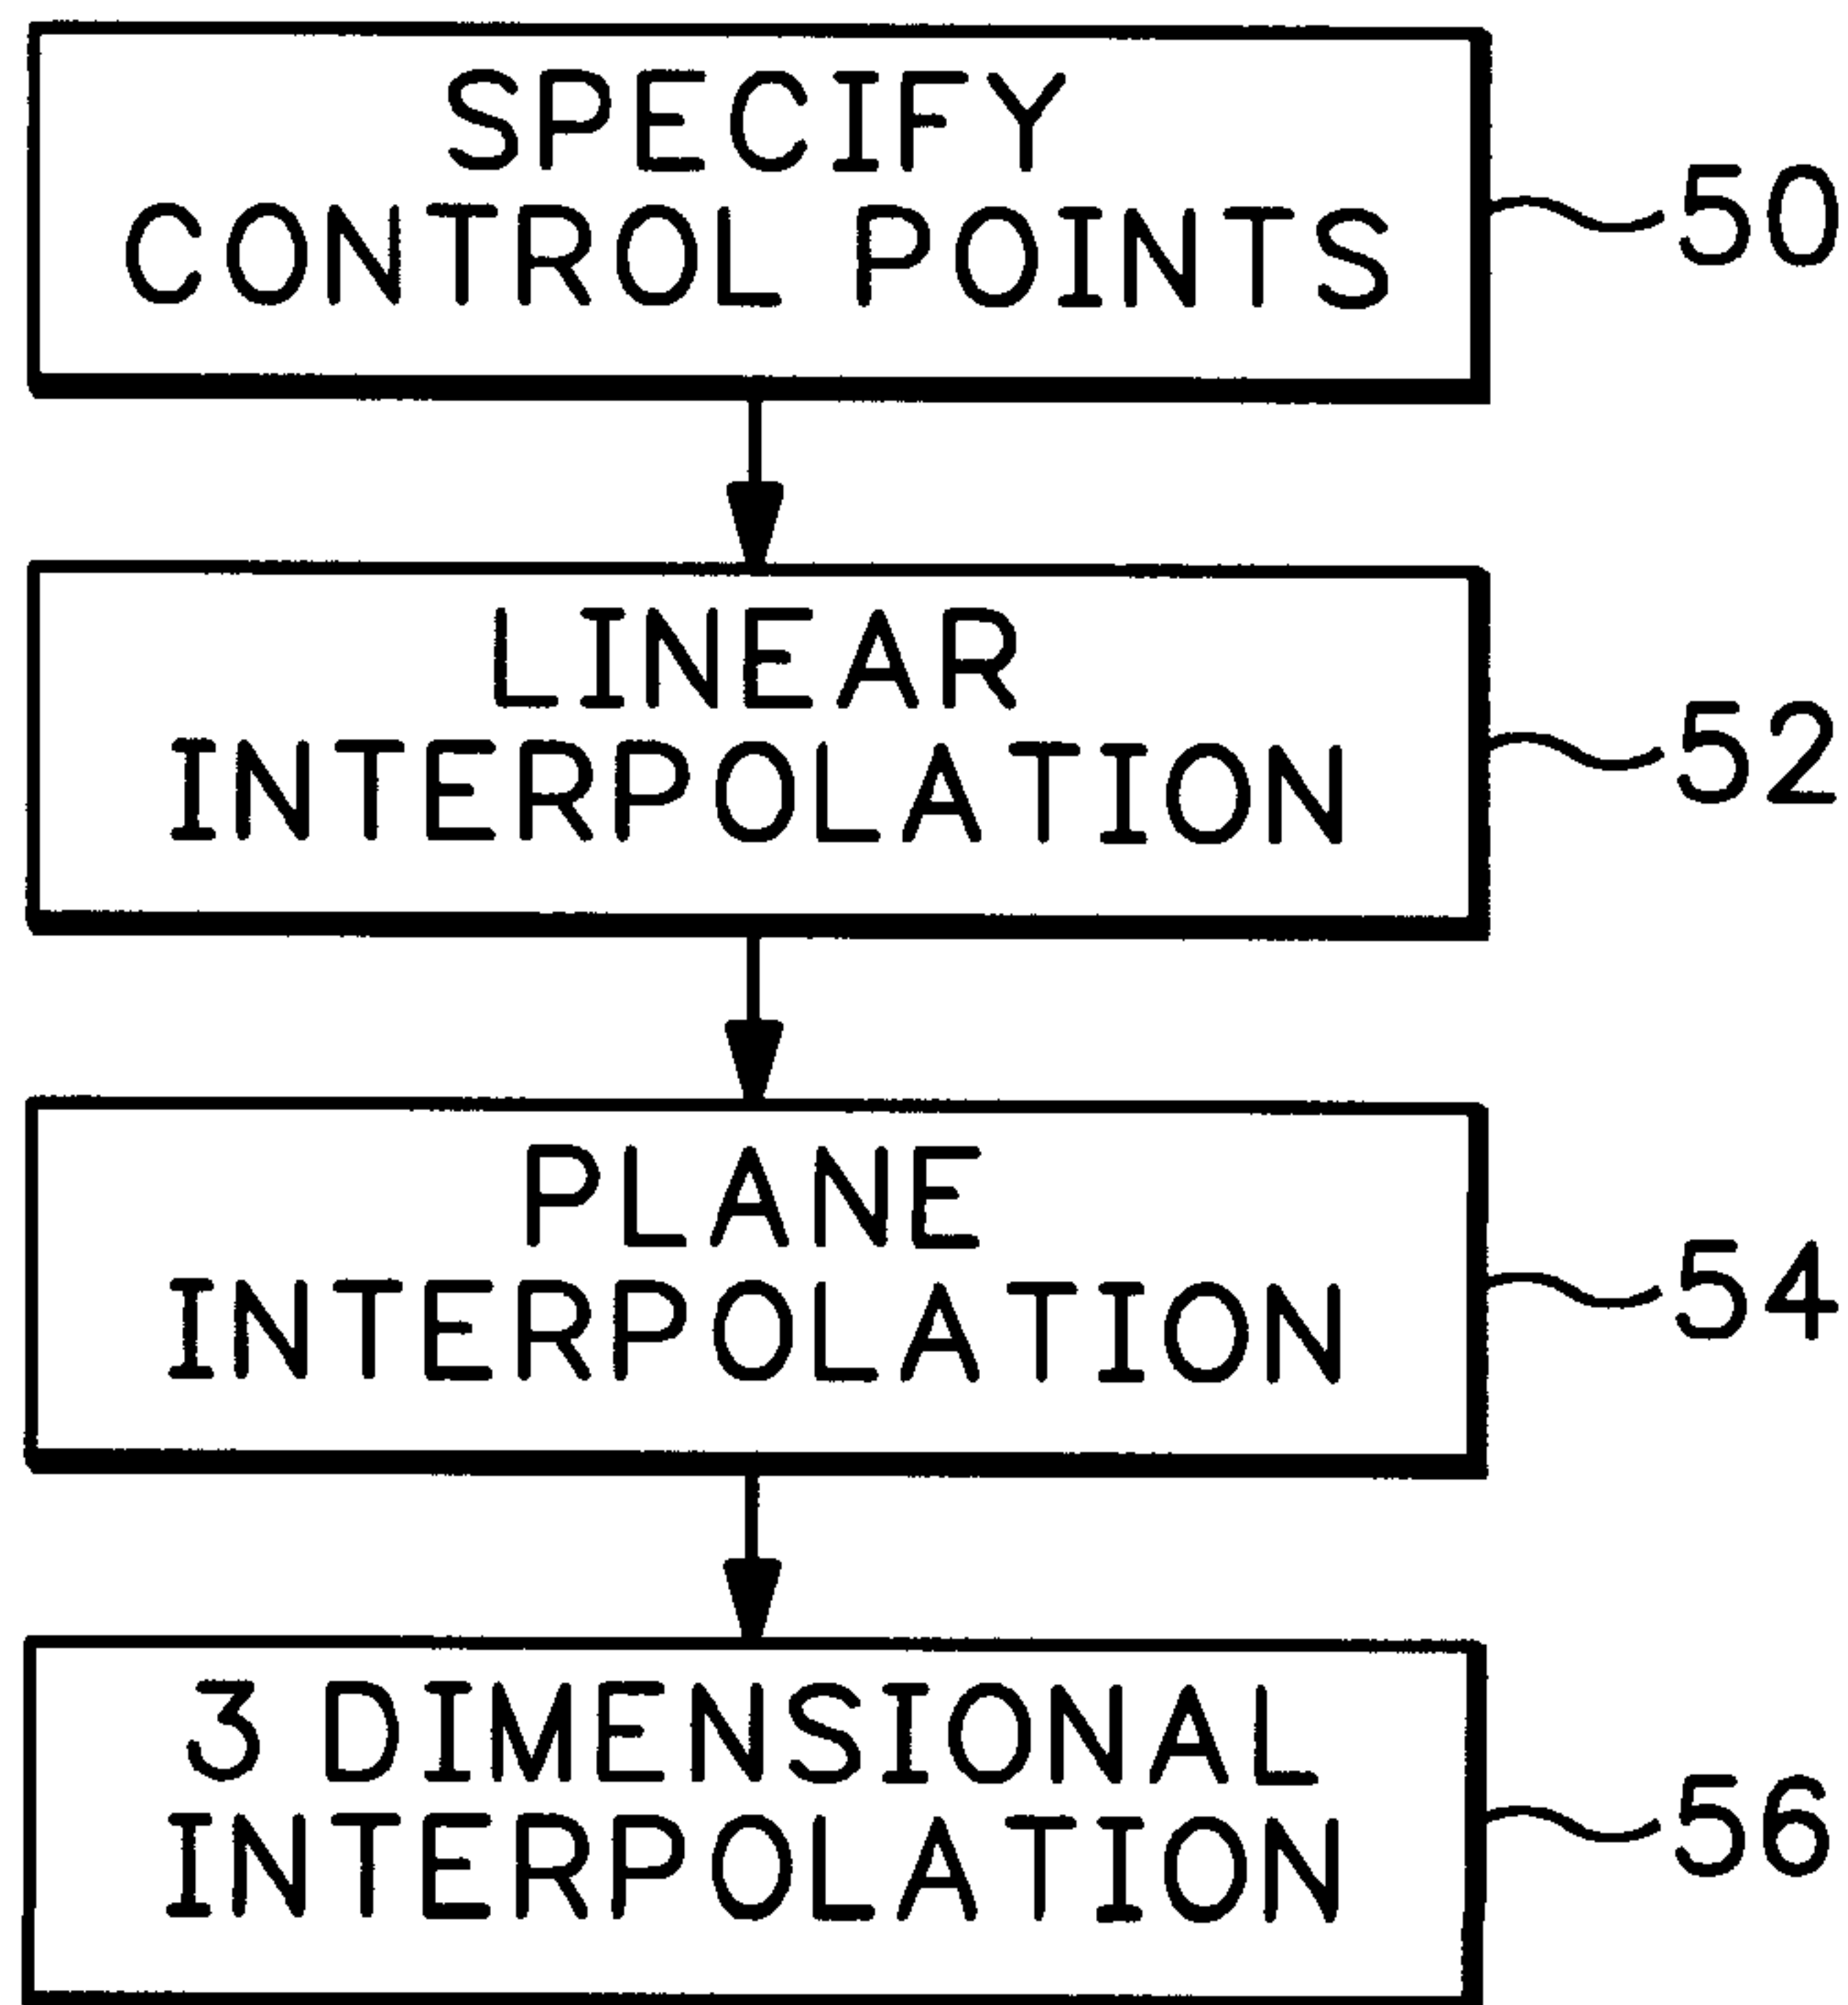 SPECIFY
CONTROL POINTS
50
LINEAR
INTERPOLATION
52
PLANE
INTERPOLATION
54
3 DIMENSIONAL
INTERPOLATION
56